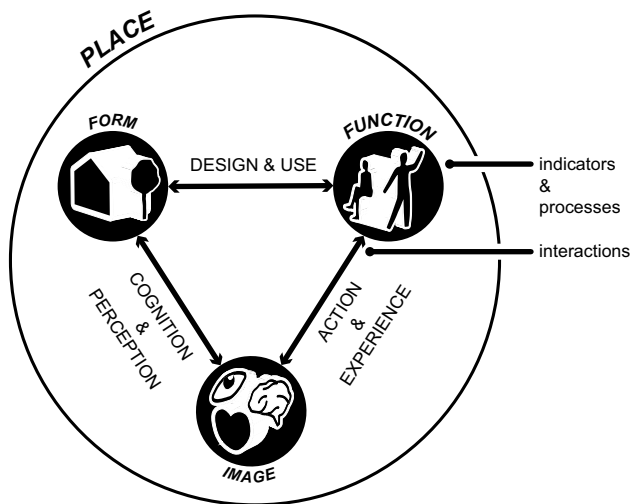 PLACE
FORM
FUNCTION
DESIGN & USE
indicators
&
processes
interactions
COGNITION
&
PERCEPTION
ACTION
&
EXPERIENCE
IMAGE